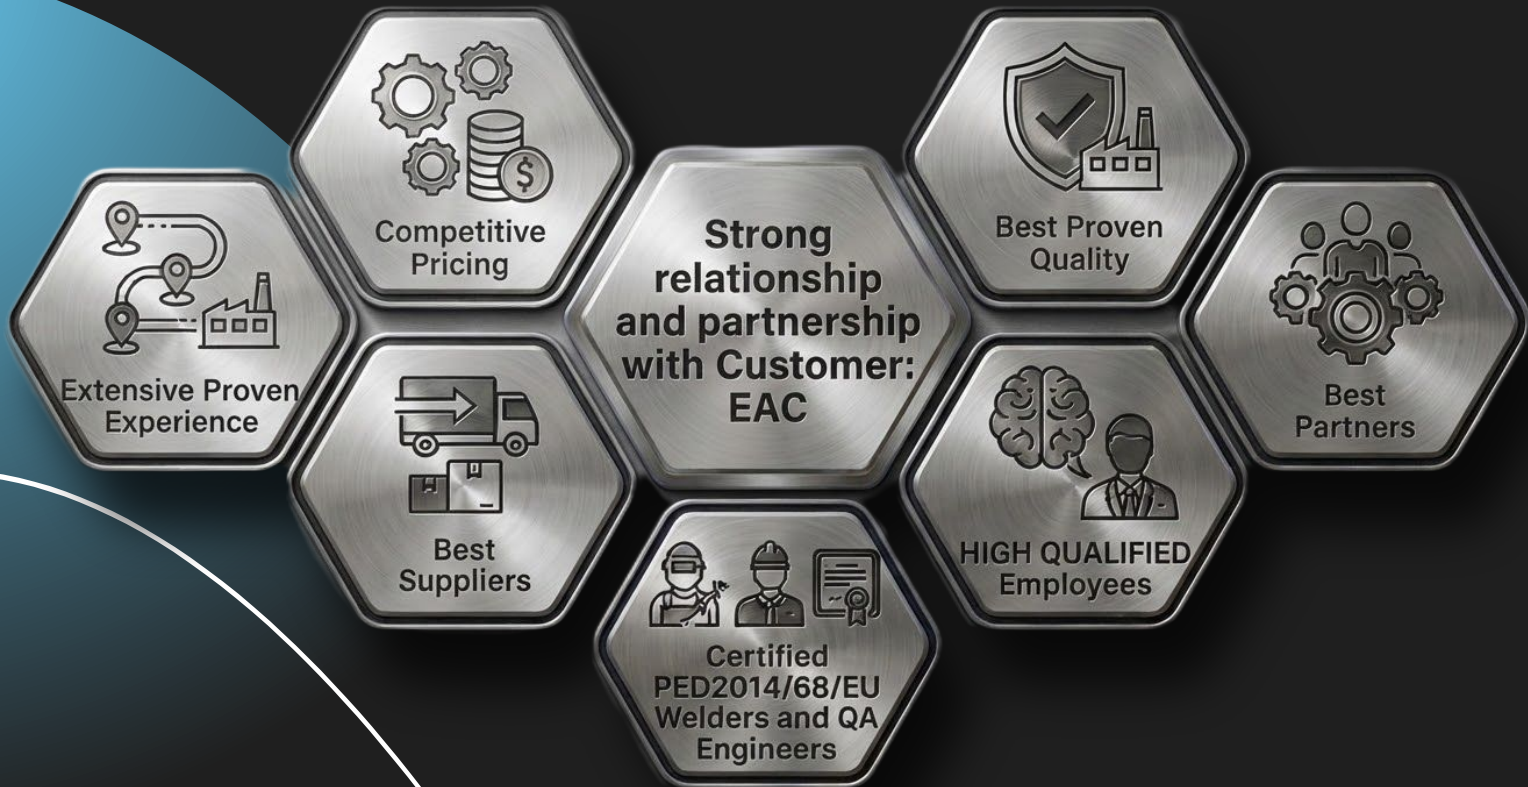 Competitive
Pricing
Best Proven
Quality
Strong
relationship
and partnership
with Customer:
EAC
Extensive Proven
Experience
Best
Partners
Best
Suppliers
HIGH QUALIFIED
Employees
Certified
PED2014/68/EU
Welders and QA
Engineers